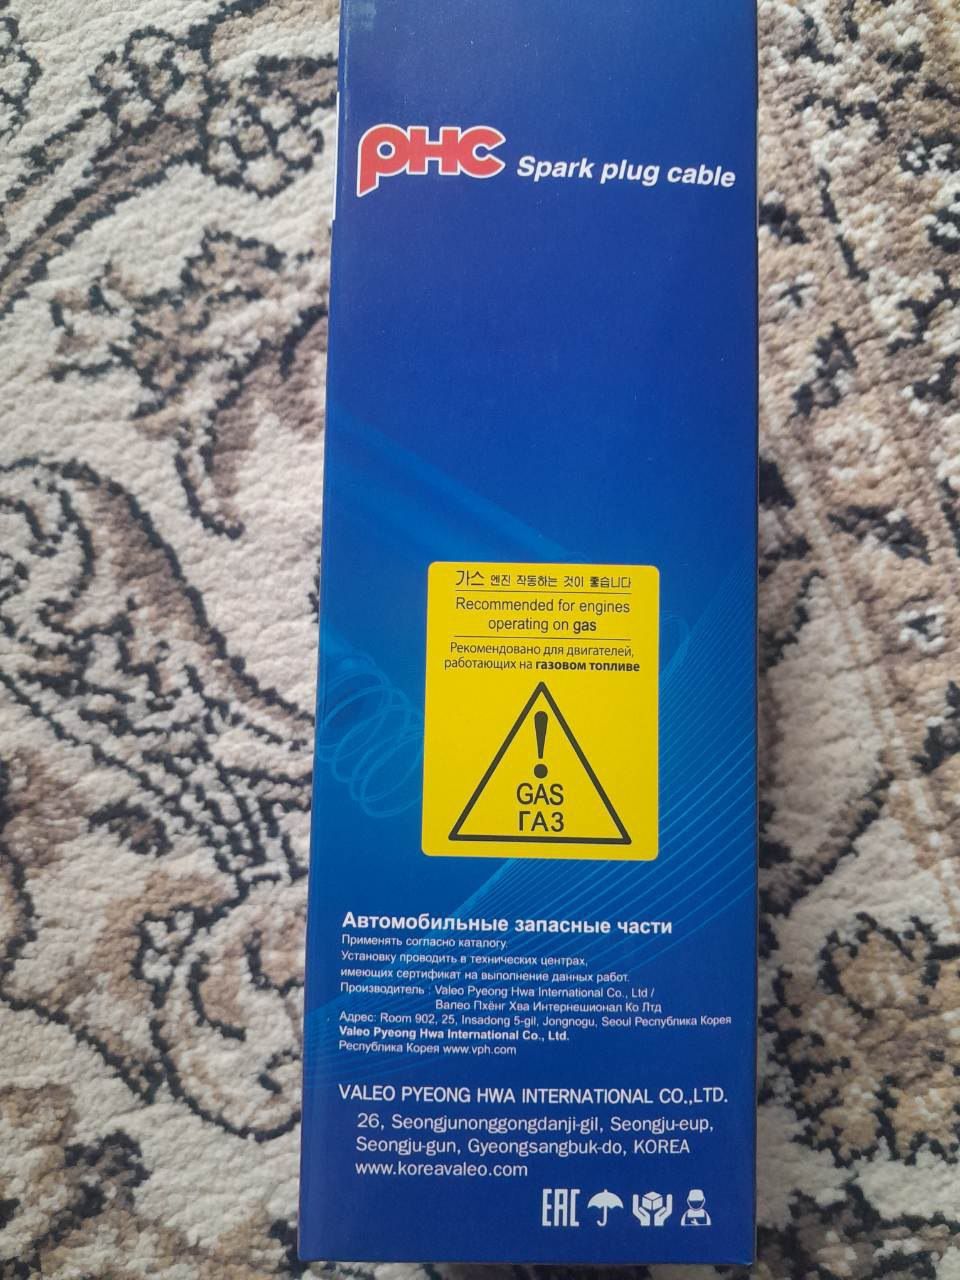 PHC Spark plug cable
가스 엔진 작동하는 것이 좋습니다
Recommended for engines
operating on gas
Рекомендовано для двигателей,
работающих на газовом топливе
!
GAS
ГАЗ
Автомобильные запасные части
Применять согласно каталогу.
Установку проводить в технических центрах,
имеющих сертификат на выполнение данных работ.
Производитель : Valeo Pyeong Hwa International Co., Ltd /
Валео Пхёнг Хва Интернешионал Ко Лтд
Адрес: Room 902, 25, Insadong 5-gil, Jongnogu, Seoul Республика Корея
Valeo Pyeong Hwa International Co., Ltd.
Республика Корея www.vph.com
VALEO PYEONG HWA INTERNATIONAL CO.,LTD.
26, Seongjunonggongdanji-gil, Seongju-eup,
Seongju-gun, Gyeongsangbuk-do, KOREA
www.koreavaleo.com
EAC